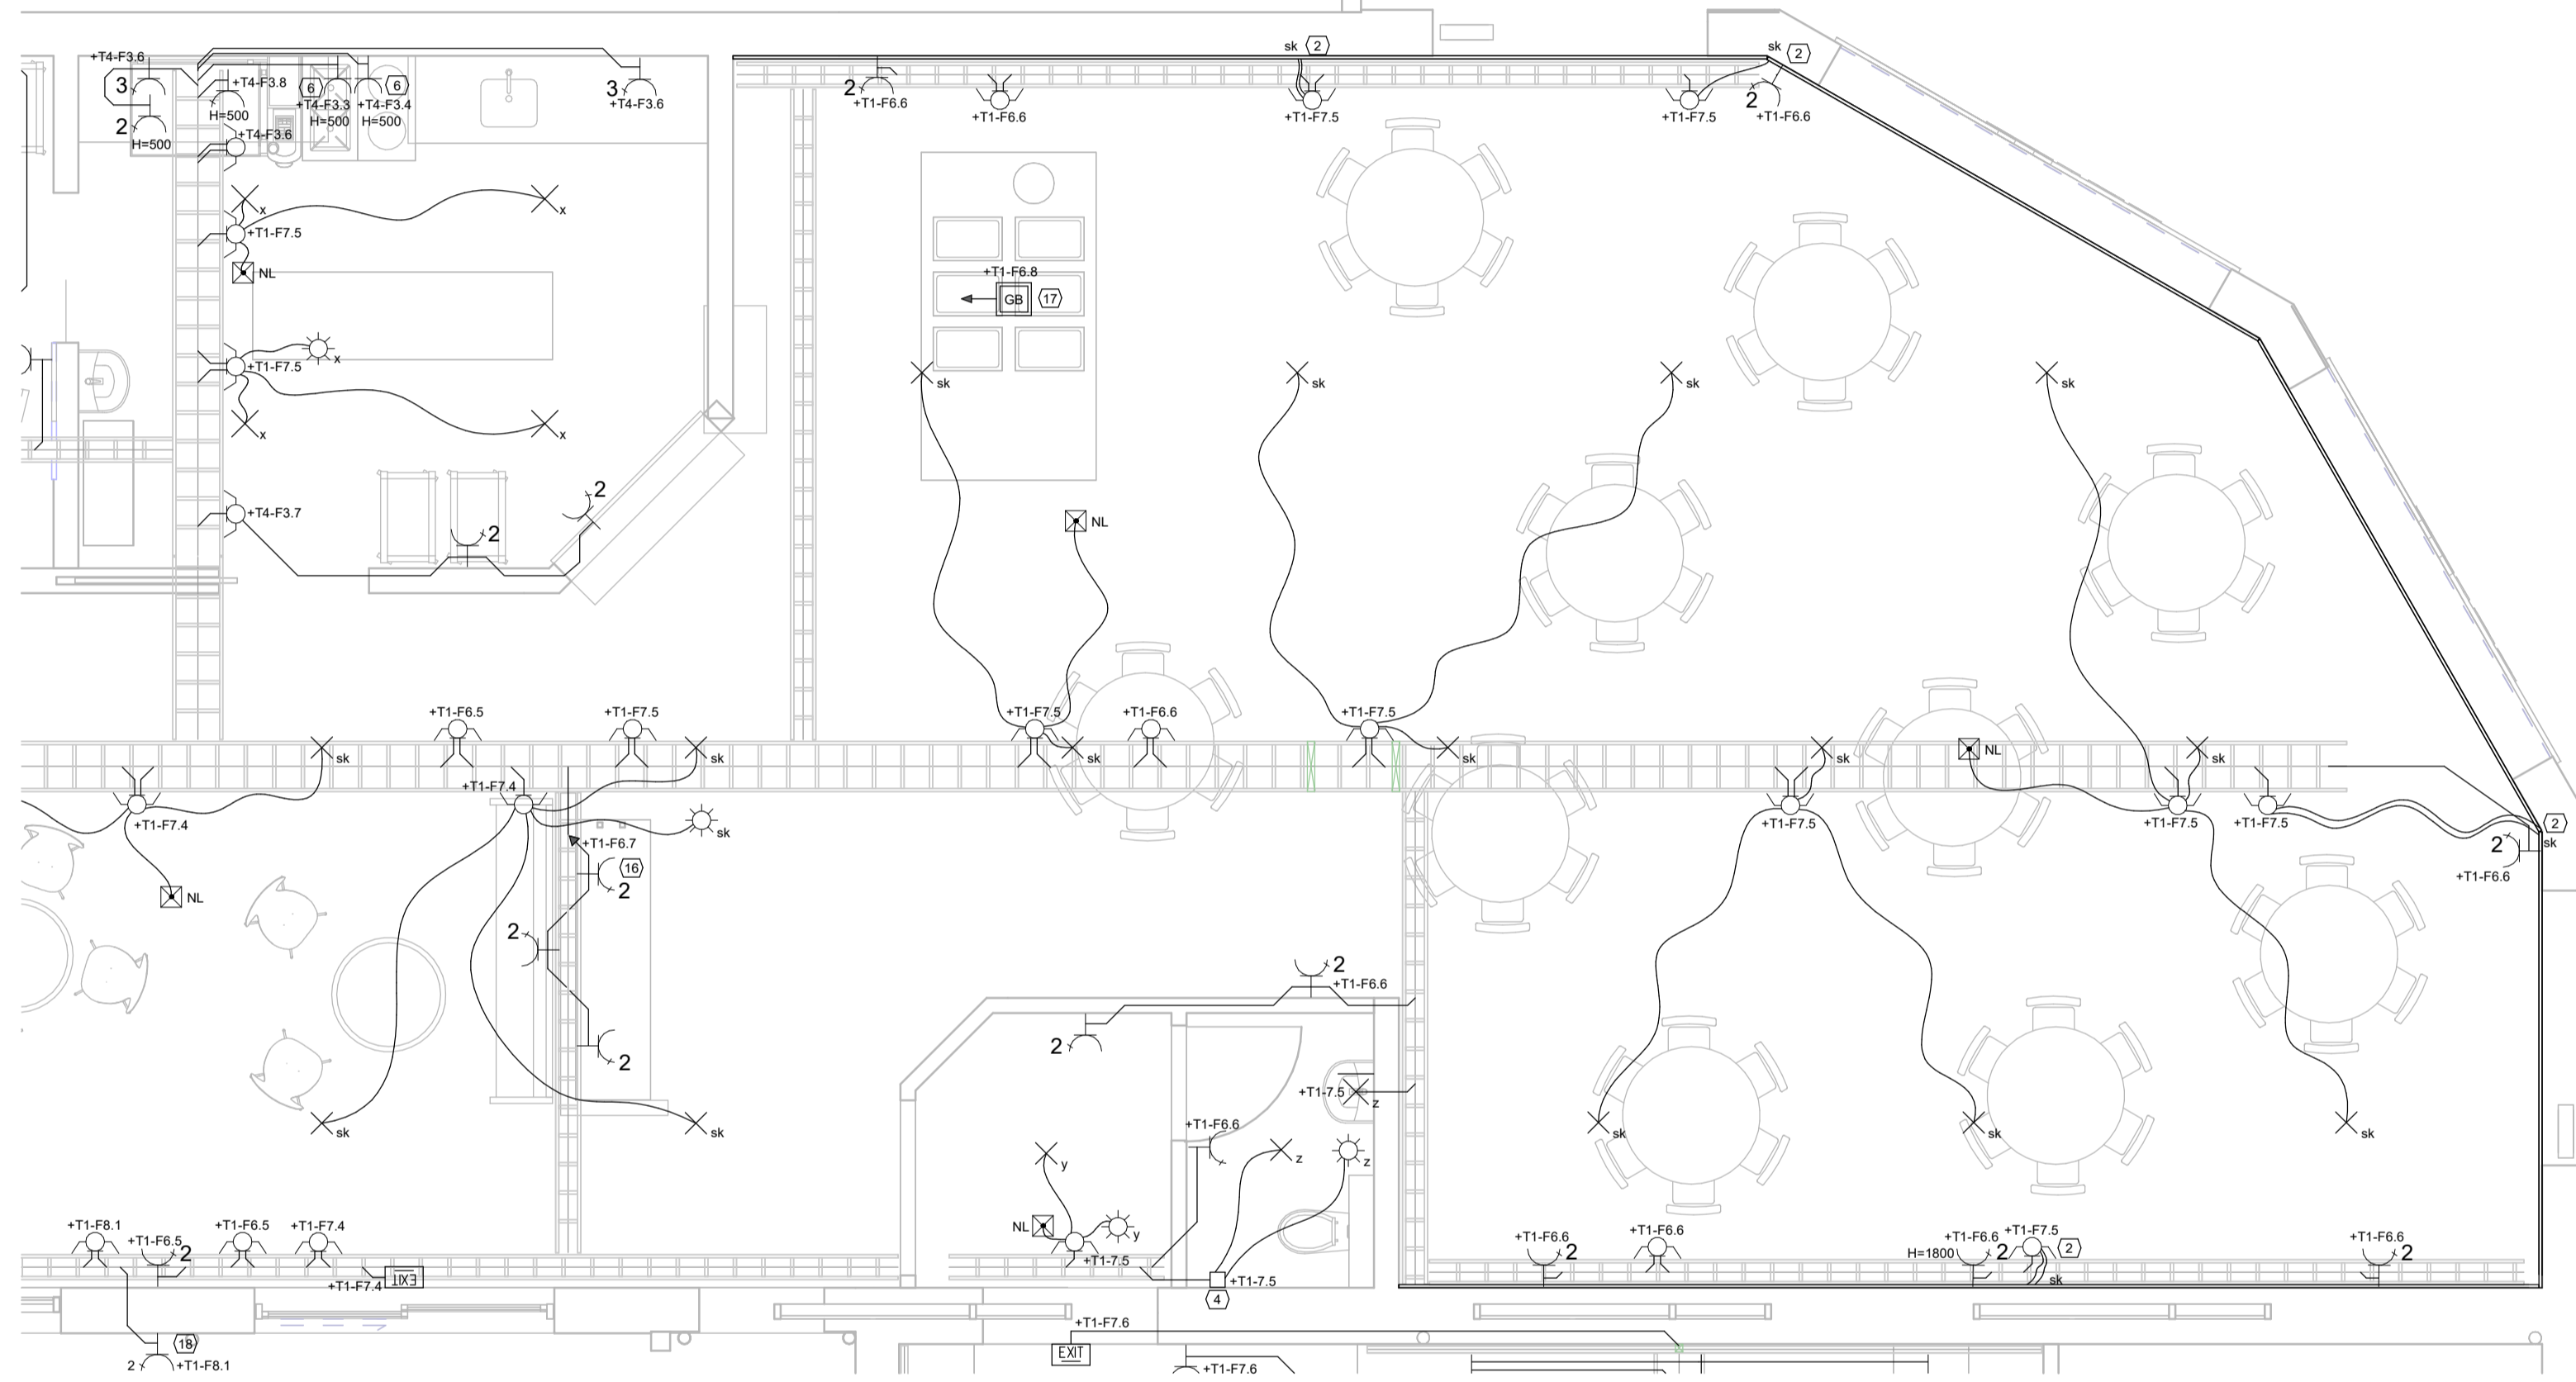 sk 2
sk 2
+T4-F3.6
3
+T4-F3.8
6
6
3
2
2
+T4-F3.3
+T4-F3.4
+T4-F3.6
+T1-F6.6
+T1-F6.6
+T1-F7.5
+T1-F7.5
2
+T1-F6.6
H=500
H=500
H=500
2
+T4-F3.6
H=500
x
x
+T1-F7.5
NL
+T1-F6.8
GB
17
x
+T1-F7.5
sk
sk
sk
sk
x
x
2
+T4-F3.7
2
NL
+T1-F6.5
+T1-F7.5
+T1-F7.5
+T1-F6.6
+T1-F7.5
sk
sk
sk
sk
sk
NL
sk
+T1-F7.4
+T1-F7.4
sk
+T1-F7.5
+T1-F7.5
+T1-F7.5
2
sk
2
+T1-F6.7
16
2
+T1-F6.6
NL
2
2
+T1-F6.6
2
2
+T1-7.5
z
sk
sk
+T1-F6.6
sk
sk
sk
y
z
z
NL
y
+T1-F8.1
+T1-F6.5
2
+T1-F6.5
+T1-F7.4
+T1-F6.6
2
+T1-F6.6
+T1-F6.6
H=1800
2
+T1-F7.5
2
+T1-F6.6
2
+T1-7.5
+T1-7.5
sk
+T1-F7.4
EXIT
4
18
2
+T1-F8.1
+T1-F7.6
EXIT
+T1-F7.6